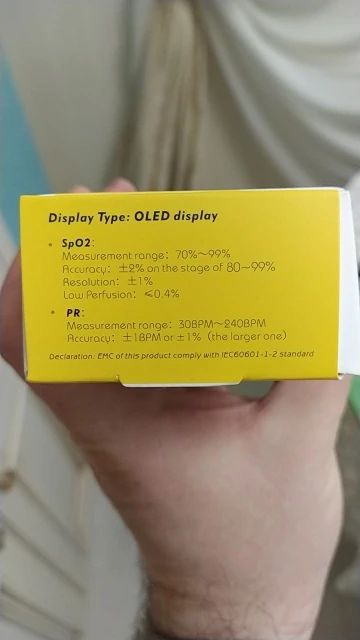 Display Type: OLED display
• SpO2:
Measurement range: 70%~99%
Accuracy: ±2% on the stage of 80—99%
Resolution: ±1%
Low Perfusion: ≤0.4%
• PR:
Measurement range: 30BPM~240BPM
Accuracy: ±1BPM or ±1% (the larger one)
Declaration: EMC of this product comply with IEC60601-1-2 standard